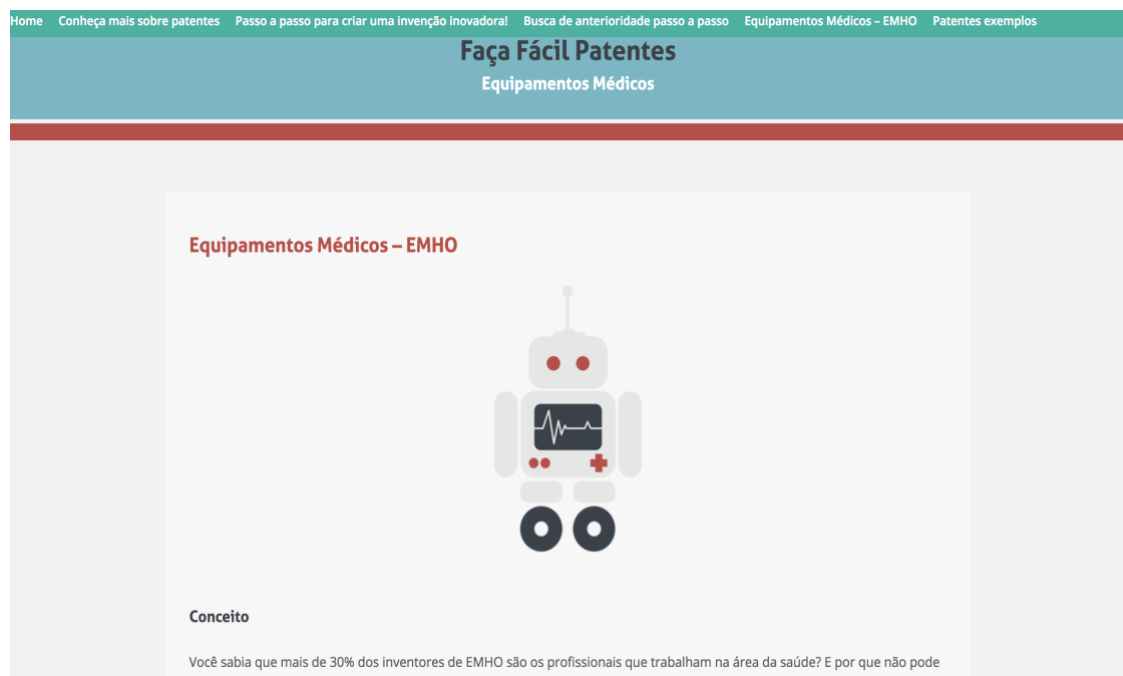 Home Conheça mais sobre patentes Passo a passo para criar uma invenção inovadora! Busca de anterioridade passo a passo Equipamentos Médicos – EMHO Patentes exemplos
Faça Fácil Patentes
Equipamentos Médicos
Equipamentos Médicos – EMHO
Conceito
Você sabia que mais de 30% dos inventores de EMHO são os profissionais que trabalham na área da saúde? E por que não pode